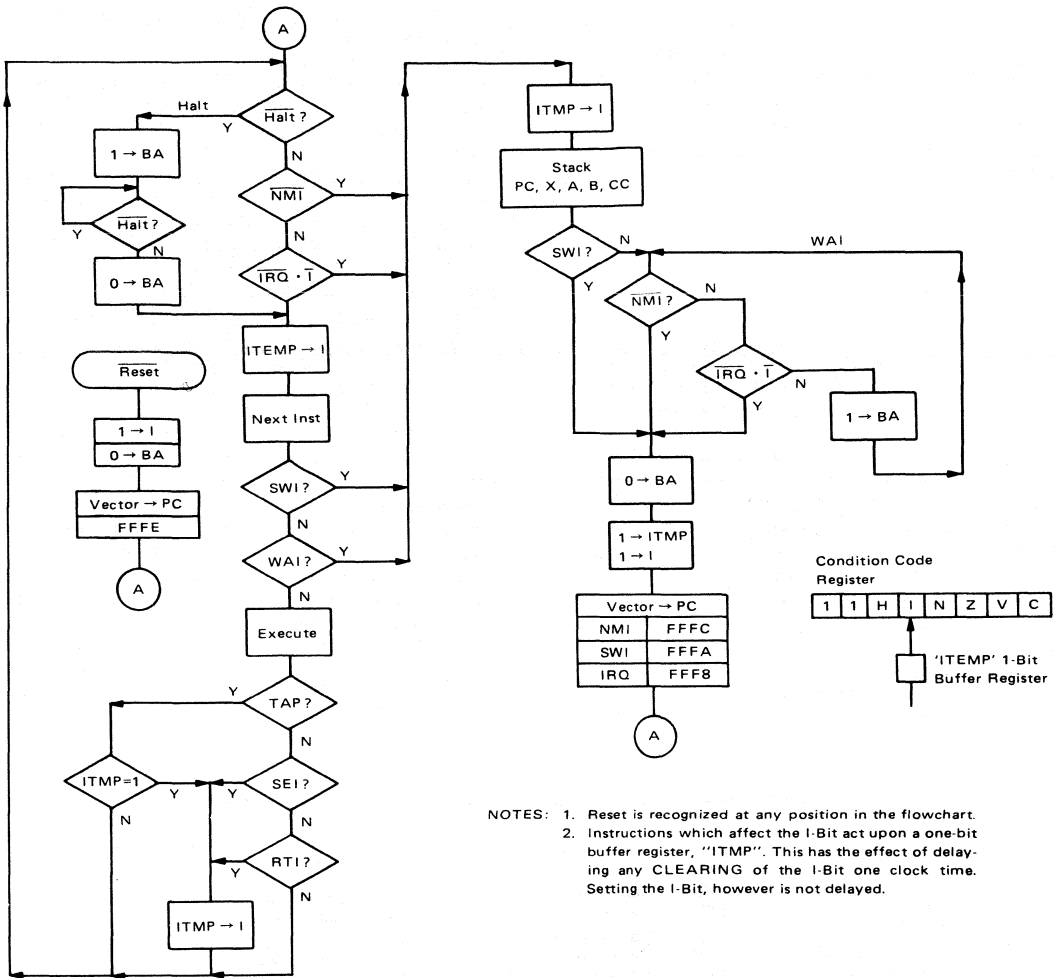 A
Halt
Halt ?
Y
N
1 → BA
NMI
Y
N
Halt ?
Y
N
IRQ · I
Y
0 → BA
ITEMP → I
Reset
1 → I
0 → BA
Vector → PC
FFFE
A
Next Inst
SWI?
Y
N
WAI?
Y
N
Execute
TAP?
Y
N
ITMP=1
Y
N
SEI?
Y
N
RTI?
Y
N
ITMP → I
ITMP → I
Stack
PC, X, A, B, CC
SWI?
N
Y
WAI
NMI ?
N
Y
IRQ · I
N
Y
1 → BA
0 → BA
1 → ITMP
1 → I
Vector → PC
NMI FFFC
SWI FFFA
IRQ FFF8
A
Condition Code
Register
1 1 H I N Z V C
'ITEMP' 1-Bit
Buffer Register
NOTES: 1. Reset is recognized at any position in the flowchart.
2. Instructions which affect the I-Bit act upon a one-bit
buffer register, "ITMP". This has the effect of delay-
ing any CLEARING of the I-Bit one clock time.
Setting the I-Bit, however is not delayed.